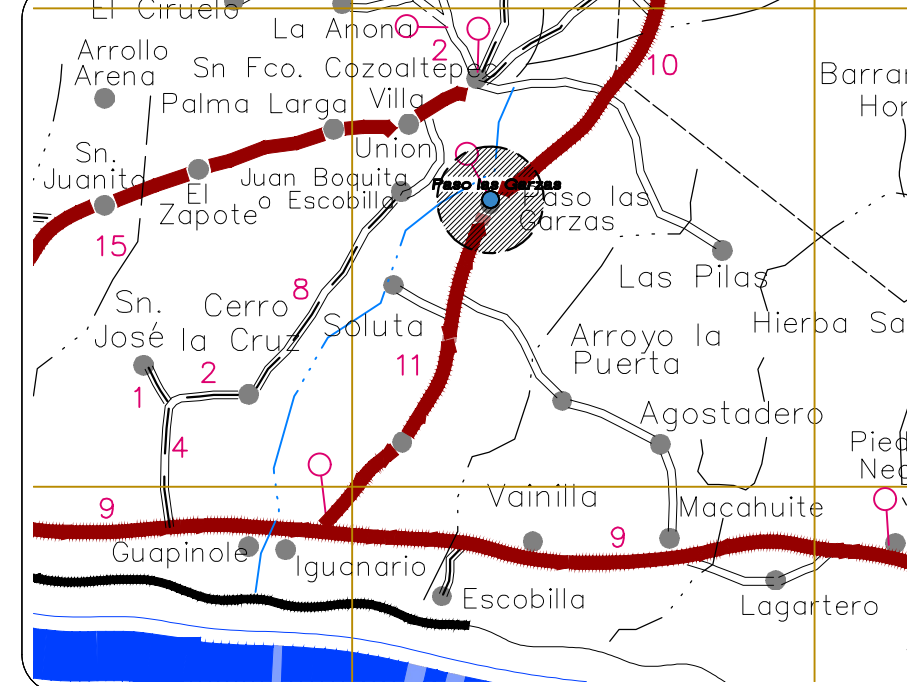 El Ciruelo
La Anona
2
Arrollo
Arena
Sn Fco. Cozoaltepec
10
Barra
Hor
Palma Larga
Villa
Union
Sn.
Juanito
El
Zapote
Juan Boquita
o Escobilla
Paso las Garzas
Paso las
Garzas
15
Las Pilas
8
Sn.
José
Cerro
la Cruz
Soluta
Hierba Sa
Arroyo la
Puerta
11
2
1
Agostadero
4
Pied
Neg
Vainilla
9
Macahuite
9
Guapinole
Igucnario
Escobilla
Lagartero